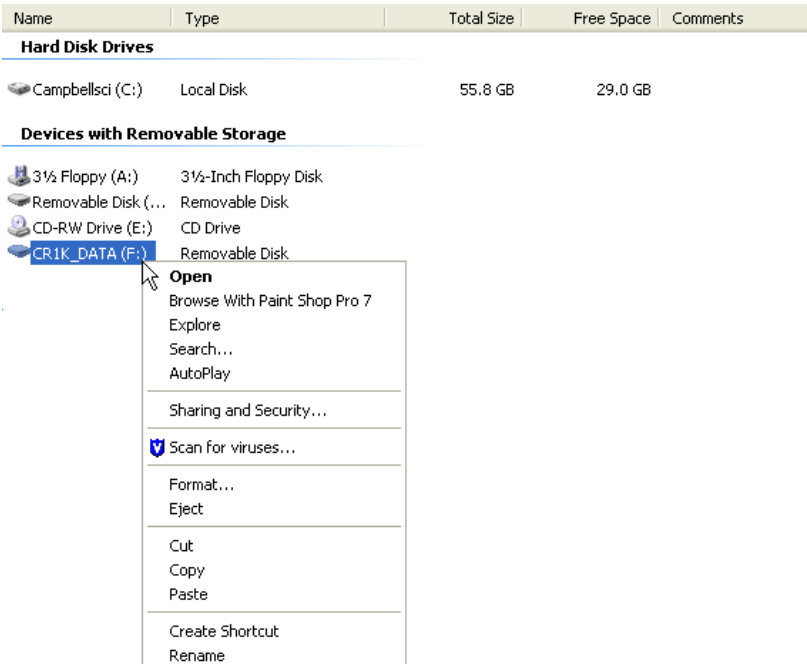 Name Type Total Size Free Space Comments
Hard Disk Drives
Campbellsci (C:) Local Disk 55.8 GB 29.0 GB
Devices with Removable Storage
3½ Floppy (A:) 3½-Inch Floppy Disk
Removable Disk (... Removable Disk
CD-RW Drive (E:) CD Drive
CR1K_DATA (F:) Removable Disk
Open
Browse With Paint Shop Pro 7
Explore
Search...
AutoPlay
Sharing and Security...
Scan for viruses...
Format...
Eject
Cut
Copy
Paste
Create Shortcut
Rename